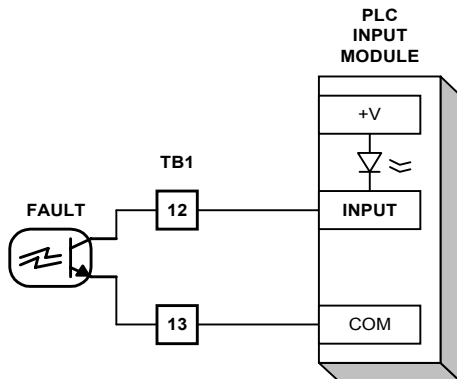 PLC
INPUT
MODULE
+V
TB1
FAULT
12
INPUT
13
COM